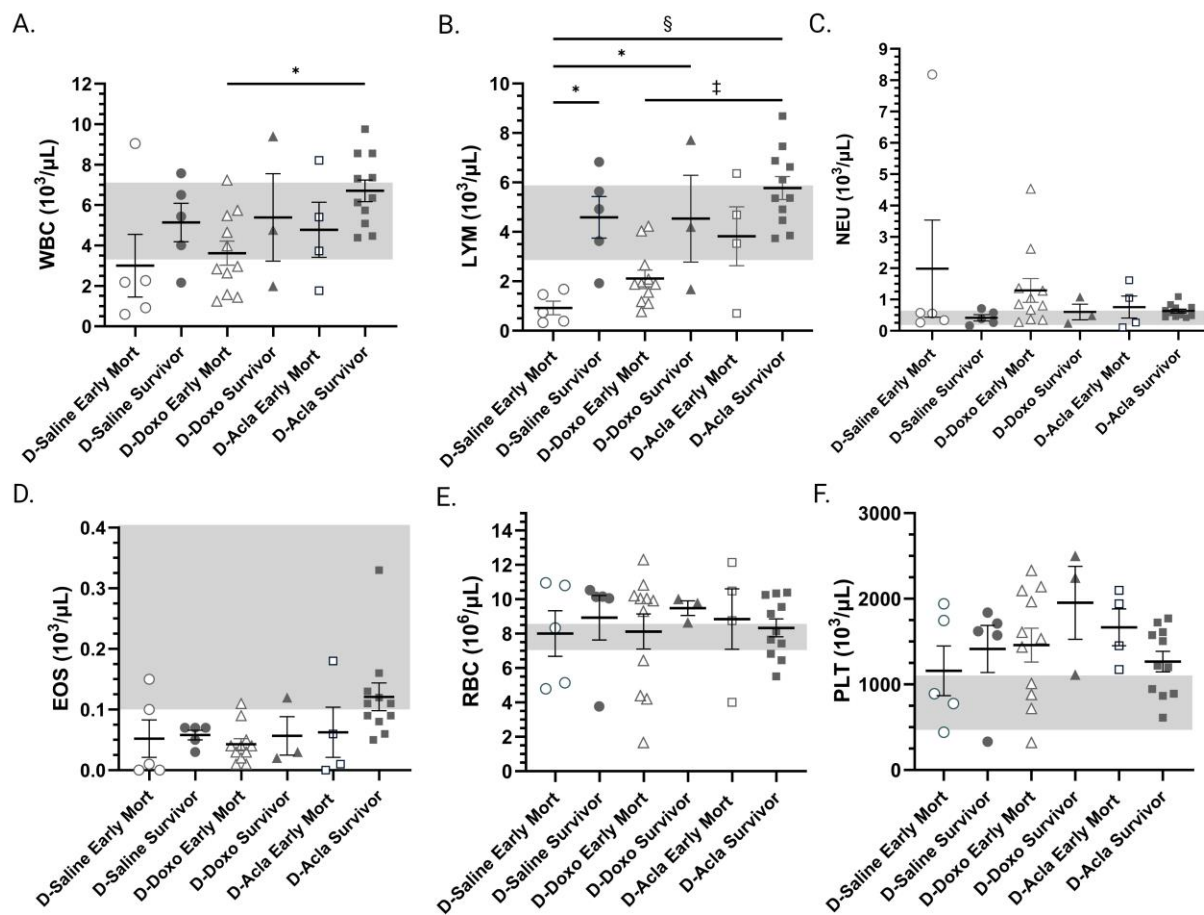 A.
B.
C.
*
§
*
*
‡
WBC (10³/µL)
12
10
8
6
4
2
0
D-Saline Early Mort
D-Saline Survivor
D-Doxo Early Mort
D-Doxo Survivor
D-Acla Early Mort
D-Acla Survivor
LYM (10³/µL)
10
8
6
4
2
0
D-Saline Early Mort
D-Saline Survivor
D-Doxo Early Mort
D-Doxo Survivor
D-Acla Early Mort
D-Acla Survivor
NEU (10³/µL)
9
8
7
6
5
4
3
2
1
0
D-Saline Early Mort
D-Saline Survivor
D-Doxo Early Mort
D-Doxo Survivor
D-Acla Early Mort
D-Acla Survivor
D.
E.
F.
EOS (10³/µL)
0.4
0.3
0.2
0.1
0.0
D-Saline Early Mort
D-Saline Survivor
D-Doxo Early Mort
D-Doxo Survivor
D-Acla Early Mort
D-Acla Survivor
RBC (10⁶/µL)
14
12
10
8
6
4
2
0
D-Saline Early Mort
D-Saline Survivor
D-Doxo Early Mort
D-Doxo Survivor
D-Acla Early Mort
D-Acla Survivor
PLT (10³/µL)
3000
2000
1000
0
D-Saline Early Mort
D-Saline Survivor
D-Doxo Early Mort
D-Doxo Survivor
D-Acla Early Mort
D-Acla Survivor